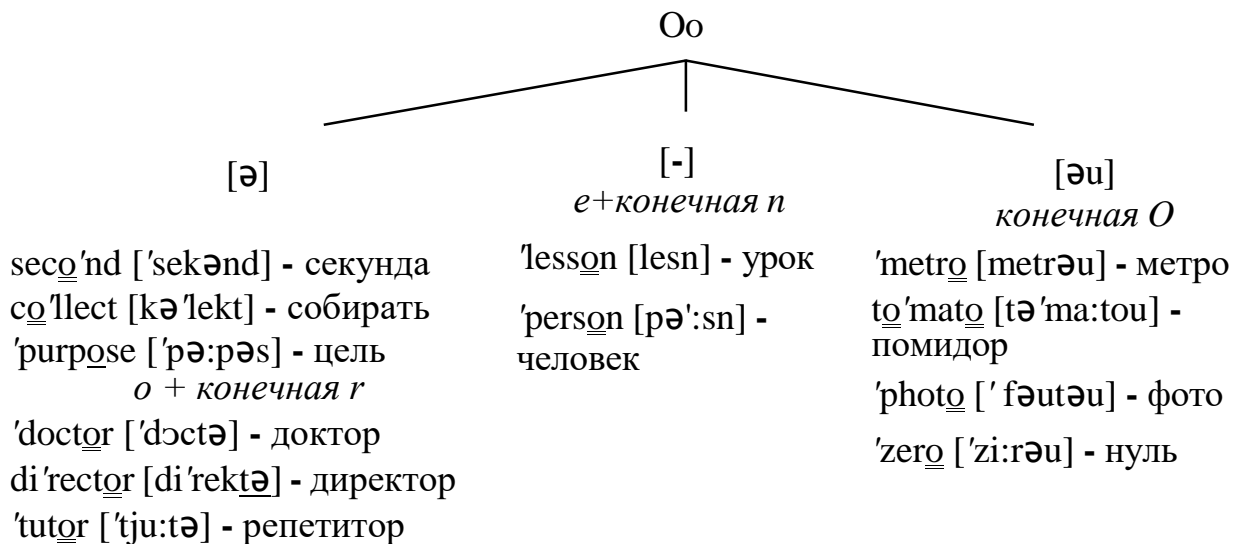 Oo
[ə]
seco'nd ['sekənd] - секунда
co'llect [kə'lekt] - собирать
'purpose ['pə:pəs] - цель
o + конечная r
'doctor ['dɔctə] - доктор
di'rector [di'rektə] - директор
'tutor ['tju:tə] - репетитор
[-]
e+конечная n
'lesson [lesn] - урок
'person [pə':sn] -
человек
[əu]
конечная O
'metro [metrəu] - метро
to'mato [tə'ma:tou] -
помидор
'photo [' fəutəu] - фото
'zero ['zi:rəu] - нуль